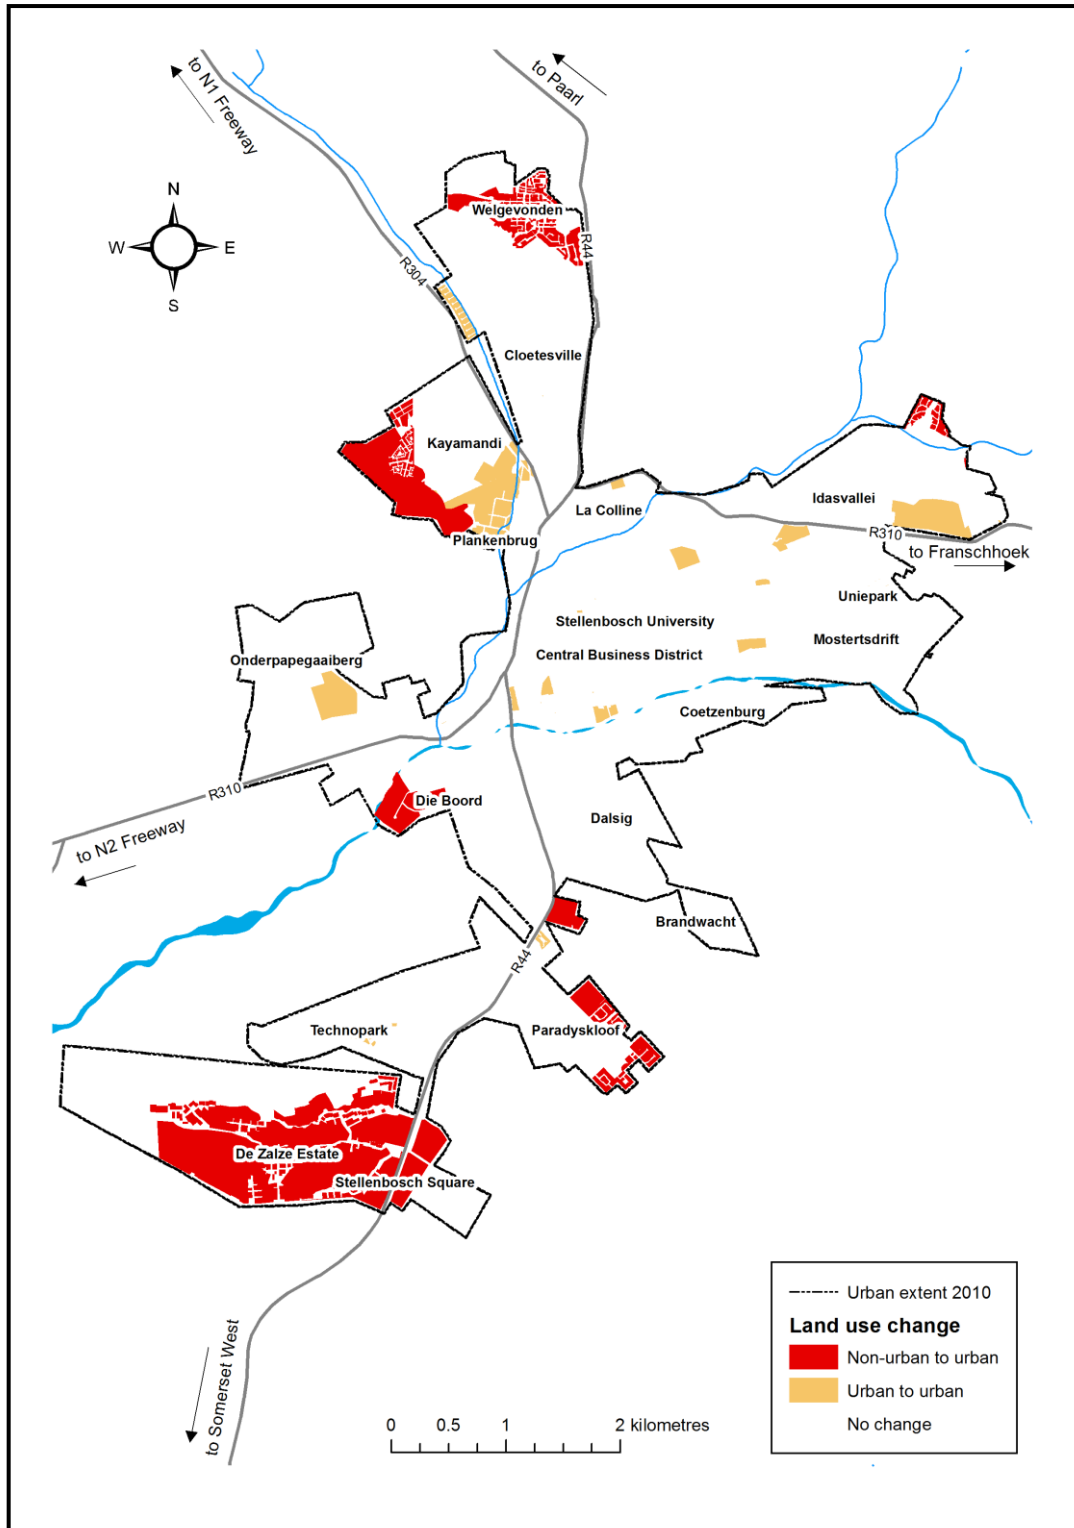 to N1 Freeway
to Paarl
N
W
E
S
Welgevonden
R44
R304
Cloetesville
Kayamandi
Idasvallei
La Colline
R310
Plankenbrug
to Franschhoek
Uniepark
Stellenbosch University
Mostertsdrift
Central Business District
Onderpapegaaiberg
Coetzenburg
R310
Die Boord
Dalsig
to N2 Freeway
Brandwacht
R44
Technopark
Paradyskloof
De Zalze Estate
Stellenbosch Square
to Somerset West
0 0.5 1 2 kilometres
Urban extent 2010
Land use change
Non-urban to urban
Urban to urban
No change